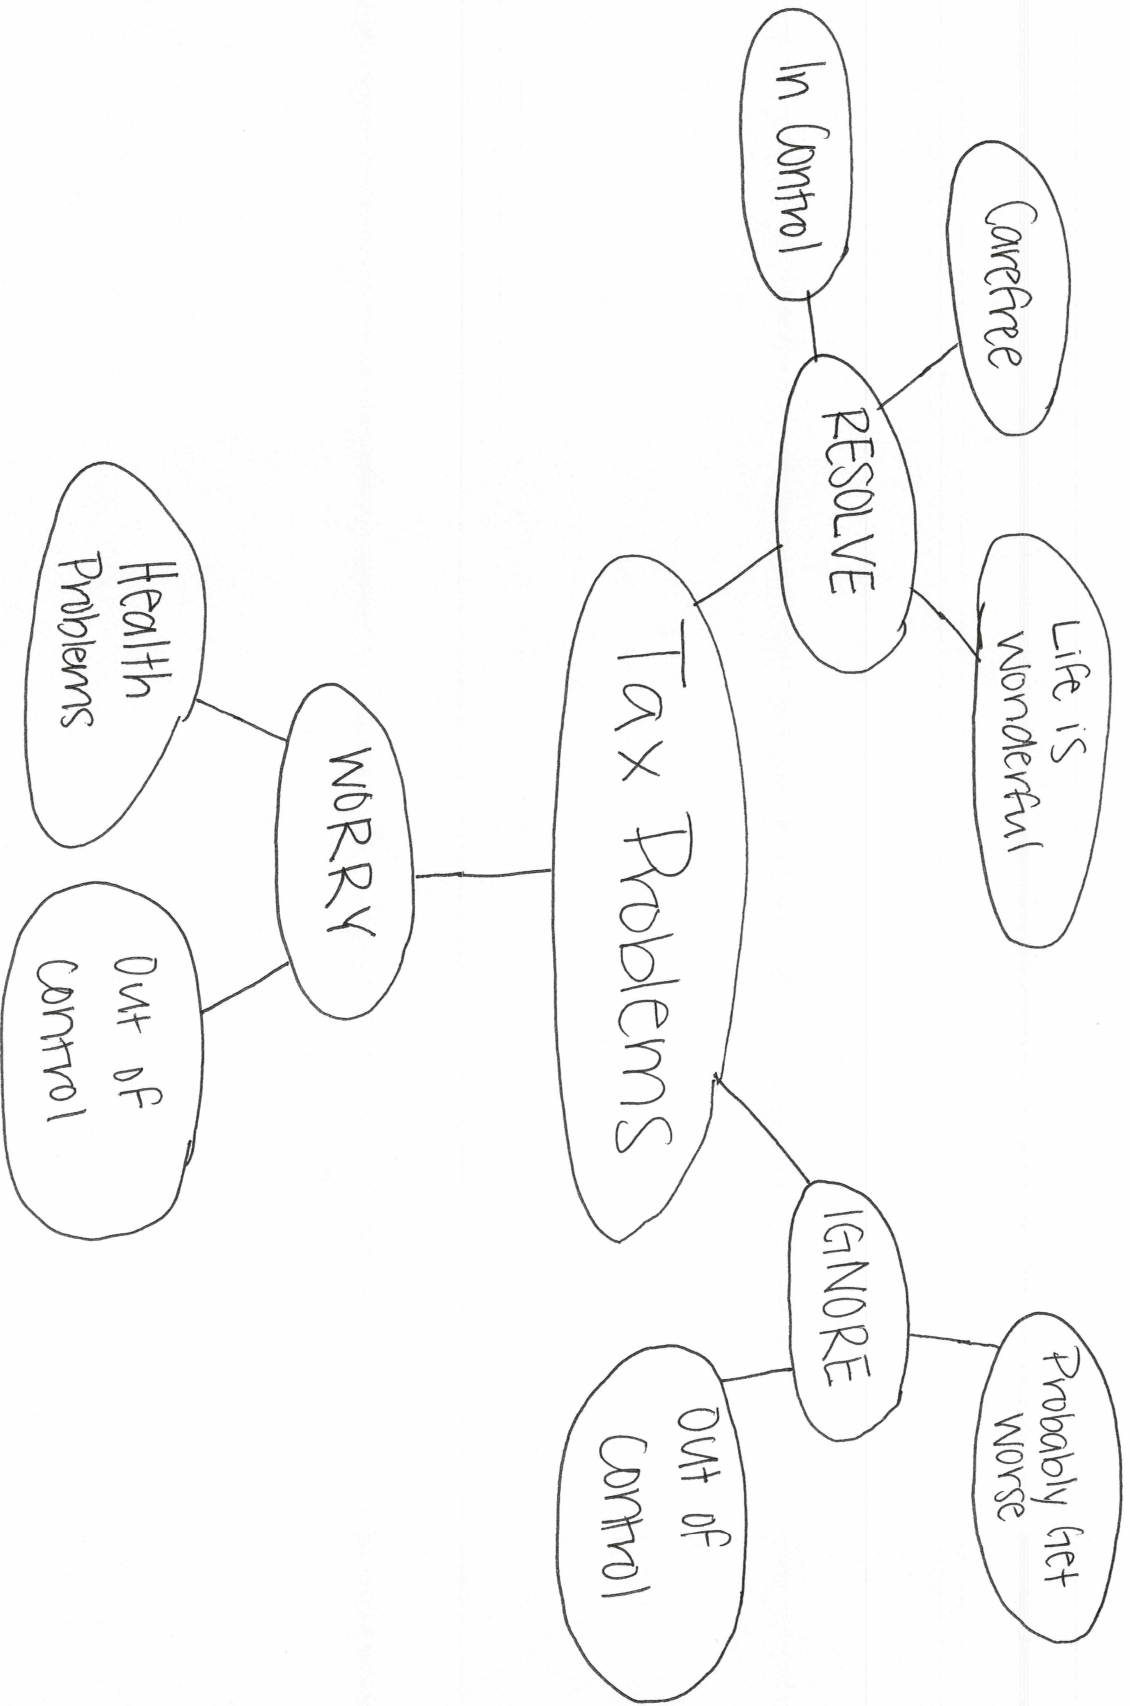 Life is
wonderful
Carefree
In Control
RESOLVE
Probably Get
worse
IGNORE
Out of
Control
Tax Problems
WORRY
Health
Problems
Out of
Control